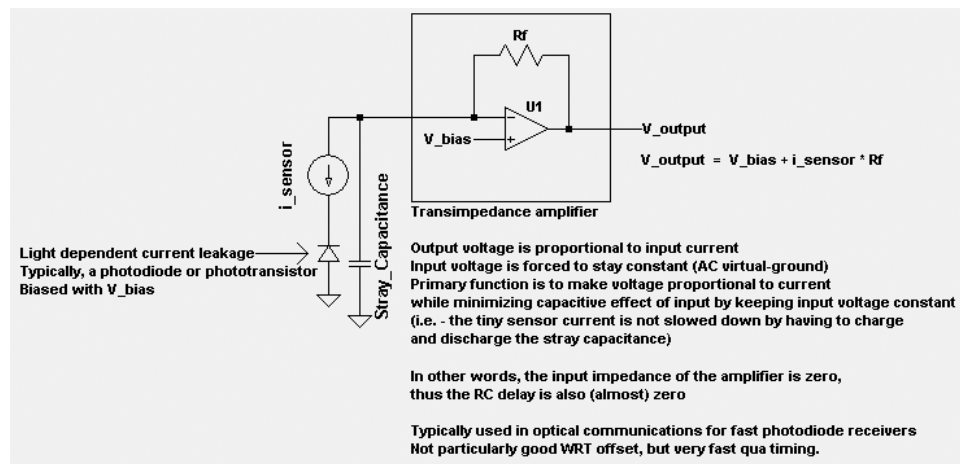 Rf
U1
V_bias
V_output
V_output = V_bias + i_sensor * Rf
i_sensor
Stray_Capacitance
Transimpedance amplifier
Light dependent current leakage
Typically, a photodiode or phototransistor
Biased with V_bias
Output voltage is proportional to input current
Input voltage is forced to stay constant (AC virtual-ground)
Primary function is to make voltage proportional to current
while minimizing capacitive effect of input by keeping input voltage constant
(i.e. - the tiny sensor current is not slowed down by having to charge
and discharge the stray capacitance)
In other words, the input impedance of the amplifier is zero,
thus the RC delay is also (almost) zero
Typically used in optical communications for fast photodiode receivers
Not particularly good WRT offset, but very fast qua timing.